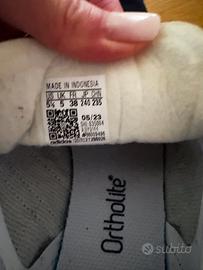 MADE IN INDONESIA
US UK FR JP CHN
5½ 5 38 240 235
05/23
adidas
Ortholite®
subito